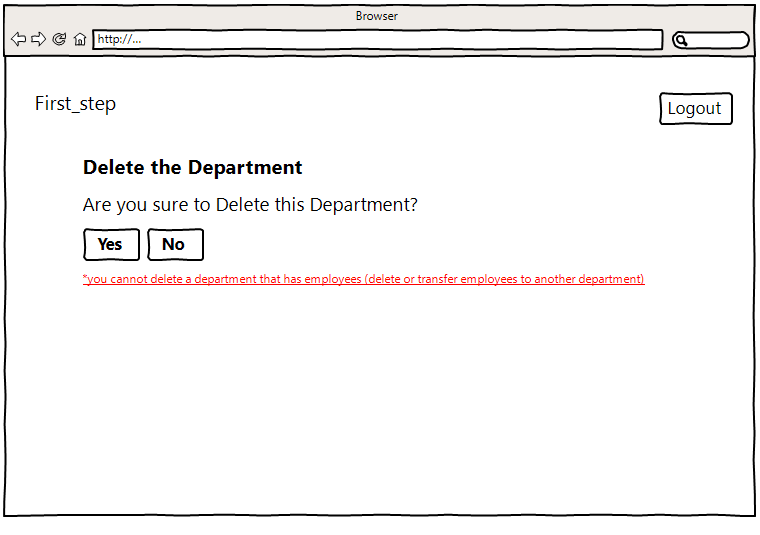 Browser
http://...
First_step
Logout
Delete the Department
Are you sure to Delete this Department?
Yes No
*you cannot delete a department that has employees (delete or transfer employees to another department)